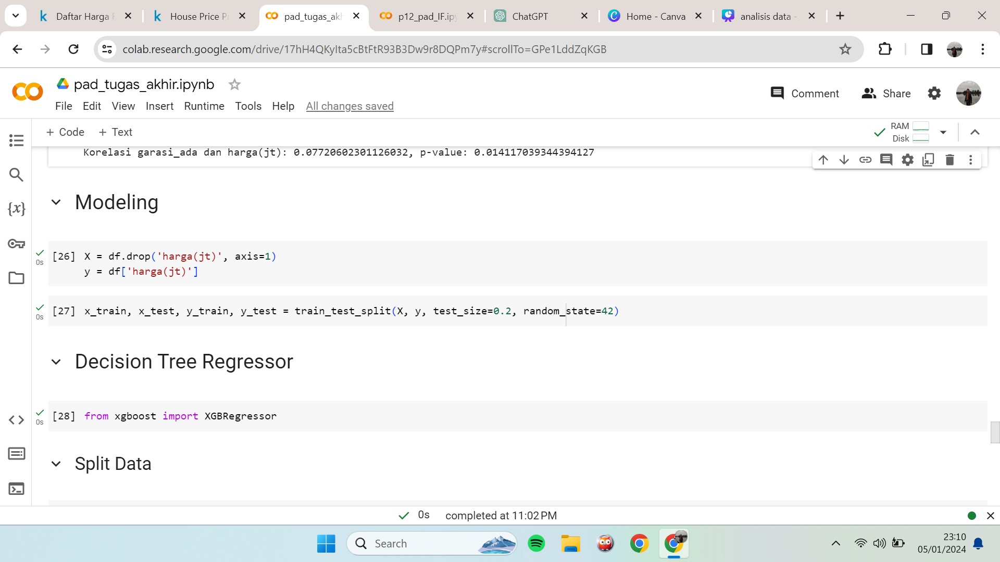 Daftar Harga
House Price P
pad_tugas_akh
p12_pad_IF.ip
ChatGPT
Home - Canva
analisis data -
colab.research.google.com/drive/17hH4QKyIta5cBtFtR93B3Dw9r8DQPm7y#scrollTo=GPe1LddZqKGB
pad_tugas_akhir.ipynb
Comment
Share
File Edit View Insert Runtime Tools Help All changes saved
+ Code + Text
RAM
Disk
Korelasi garasi_ada dan harga(jt): 0.07720602301126032, p-value: 0.014117039344394127
Modeling
[26] X = df.drop('harga(jt)', axis=1)
0s
y = df['harga(jt)']
[27] x_train, x_test, y_train, y_test = train_test_split(X, y, test_size=0.2, random_state=42)
0s
Decision Tree Regressor
[28] from xgboost import XGBRegressor
0s
Split Data
0s completed at 11:02 PM
Search
23:10
05/01/2024